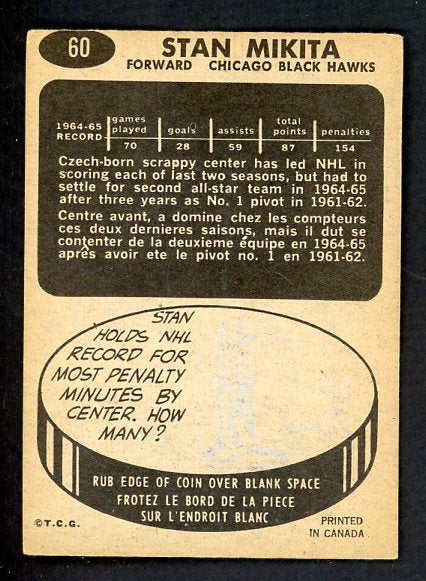 60 STAN MIKITA
FORWARD CHICAGO BLACK HAWKS
1964-65 RECORD games played goals assists total points penalties
70 28 59 87 154
Czech-born scrappy center has led NHL in
scoring each of last two seasons, but had to
settle for second all-star team in 1964-65
after three years as No. 1 pivot in 1961-62.
Centre avant, a domine chez les compteurs
ces deux dernieres saisons, mais il dut se
contenter de la deuxieme équipe en 1964-65
après avoir ete le pivot no. 1 en 1961-62.
STAN
HOLDS NHL
RECORD FOR
MOST PENALTY
MINUTES BY
CENTER. HOW
MANY?
RUB EDGE OF COIN OVER BLANK SPACE
FROTEZ LE BORD DE LA PIECE
SUR L'ENDROIT BLANC
©T.C.G.
PRINTED
IN CANADA